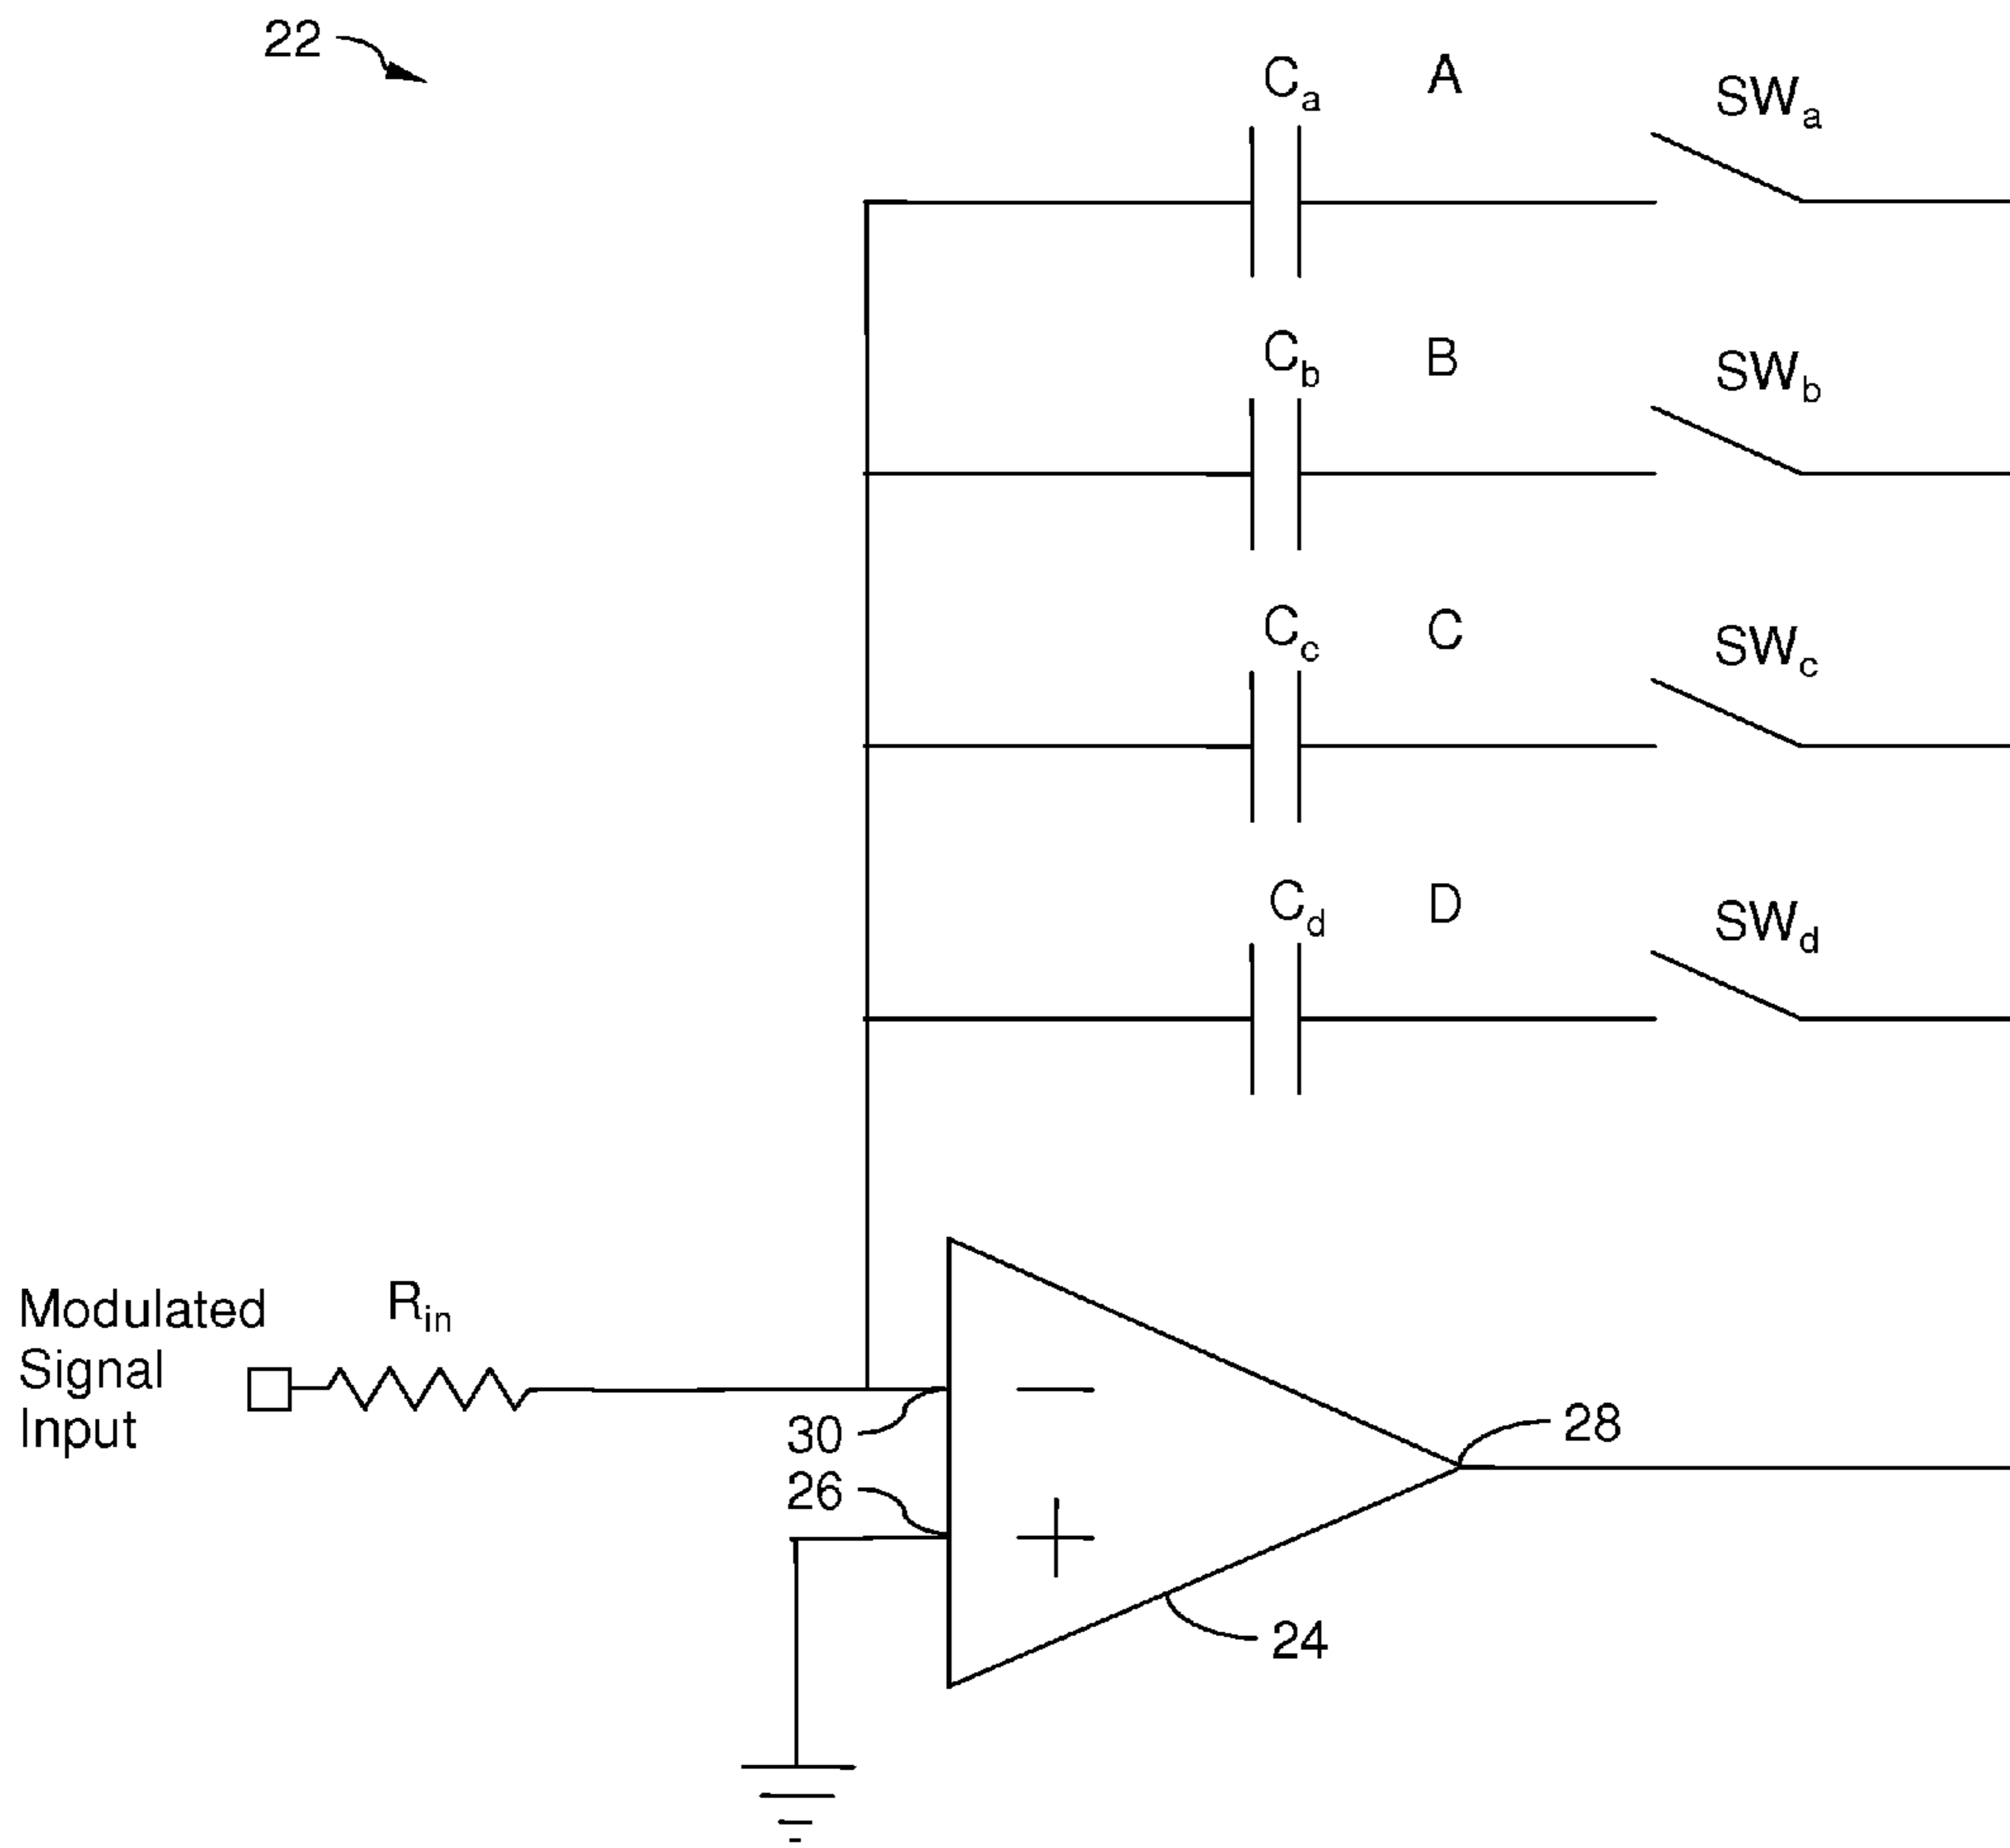 22
Ca A SWa
Cb B SWb
Cc C SWc
Cd D SWd
Modulated
Signal
Input
Rin
30
26
−
+
28
24